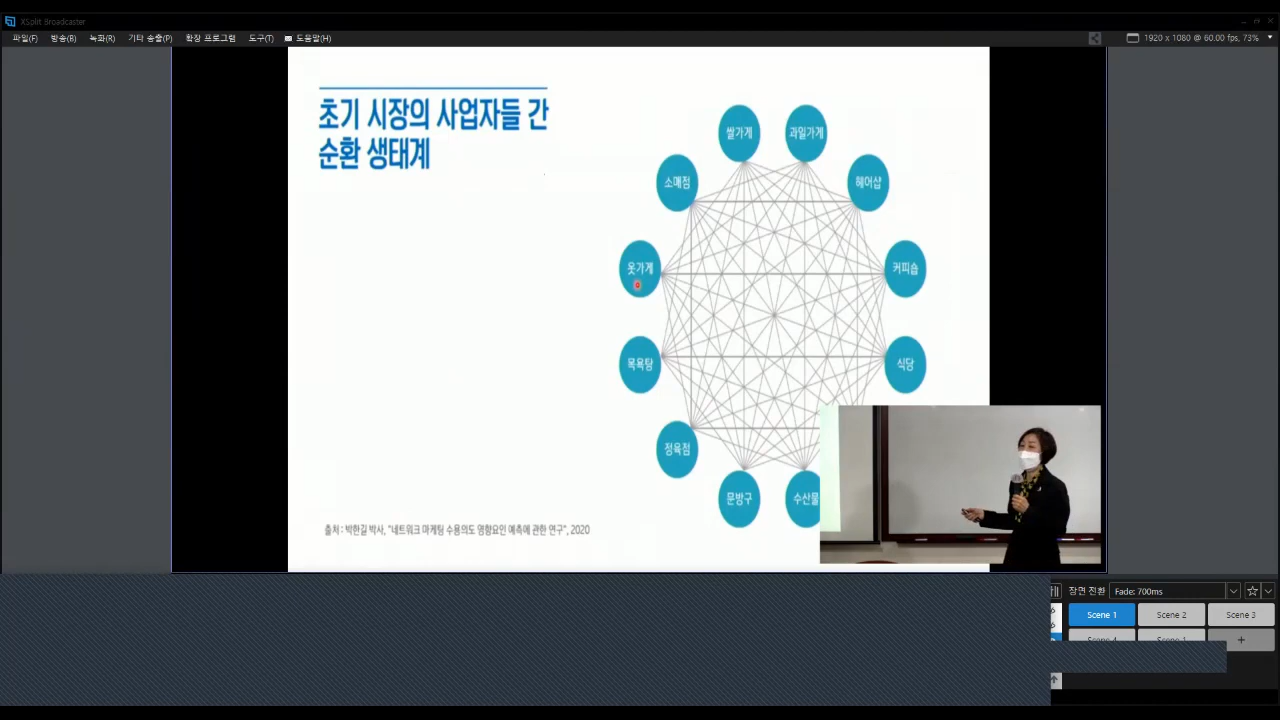 XSplit Broadcaster
파일(F) 방송(B) 녹화(R) 기타 송출(P) 확장 프로그램 도구(T) 도움말(H)
1920 x 1080 @ 60.00 fps, 73%
초기 시장의 사업자들 간
순환 생태계
쌀가게
과일가게
소매점
헤어샵
옷가게
커피숍
목욕탕
식당
정육점
문방구
수산물
출처 : 박한길 박사, "네트워크 마케팅 수용의도 영향요인 예측에 관한 연구", 2020
장면 전환 Fade: 700ms
Scene 1 Scene 2 Scene 3
Scene 4 Scene 1